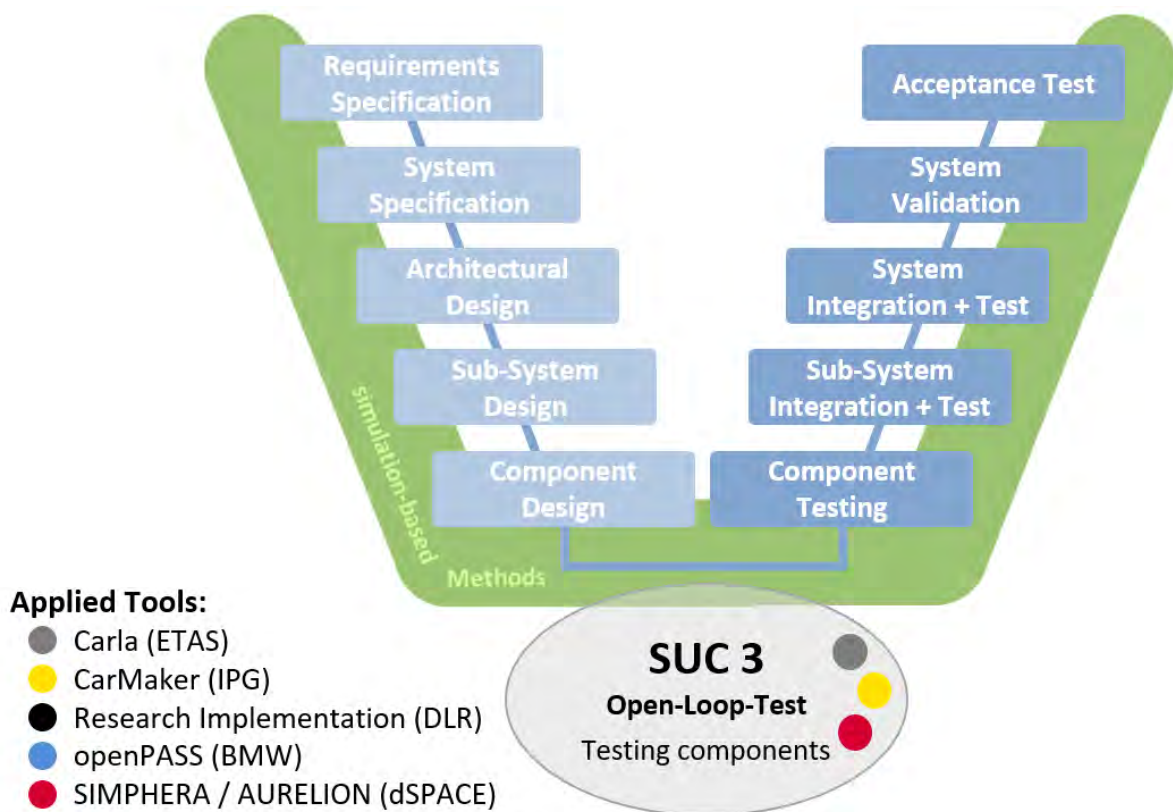 Requirements
Specification
Acceptance Test
System
Specification
System
Validation
Architectural
Design
System
Integration + Test
Sub-System
Design
Sub-System
Integration + Test
Component
Design
Component
Testing
simulation-based
Methods
Applied Tools:
Carla (ETAS)
CarMaker (IPG)
Research Implementation (DLR)
openPASS (BMW)
SIMPHERA / AURELION (dSPACE)
SUC 3
Open-Loop-Test
Testing components